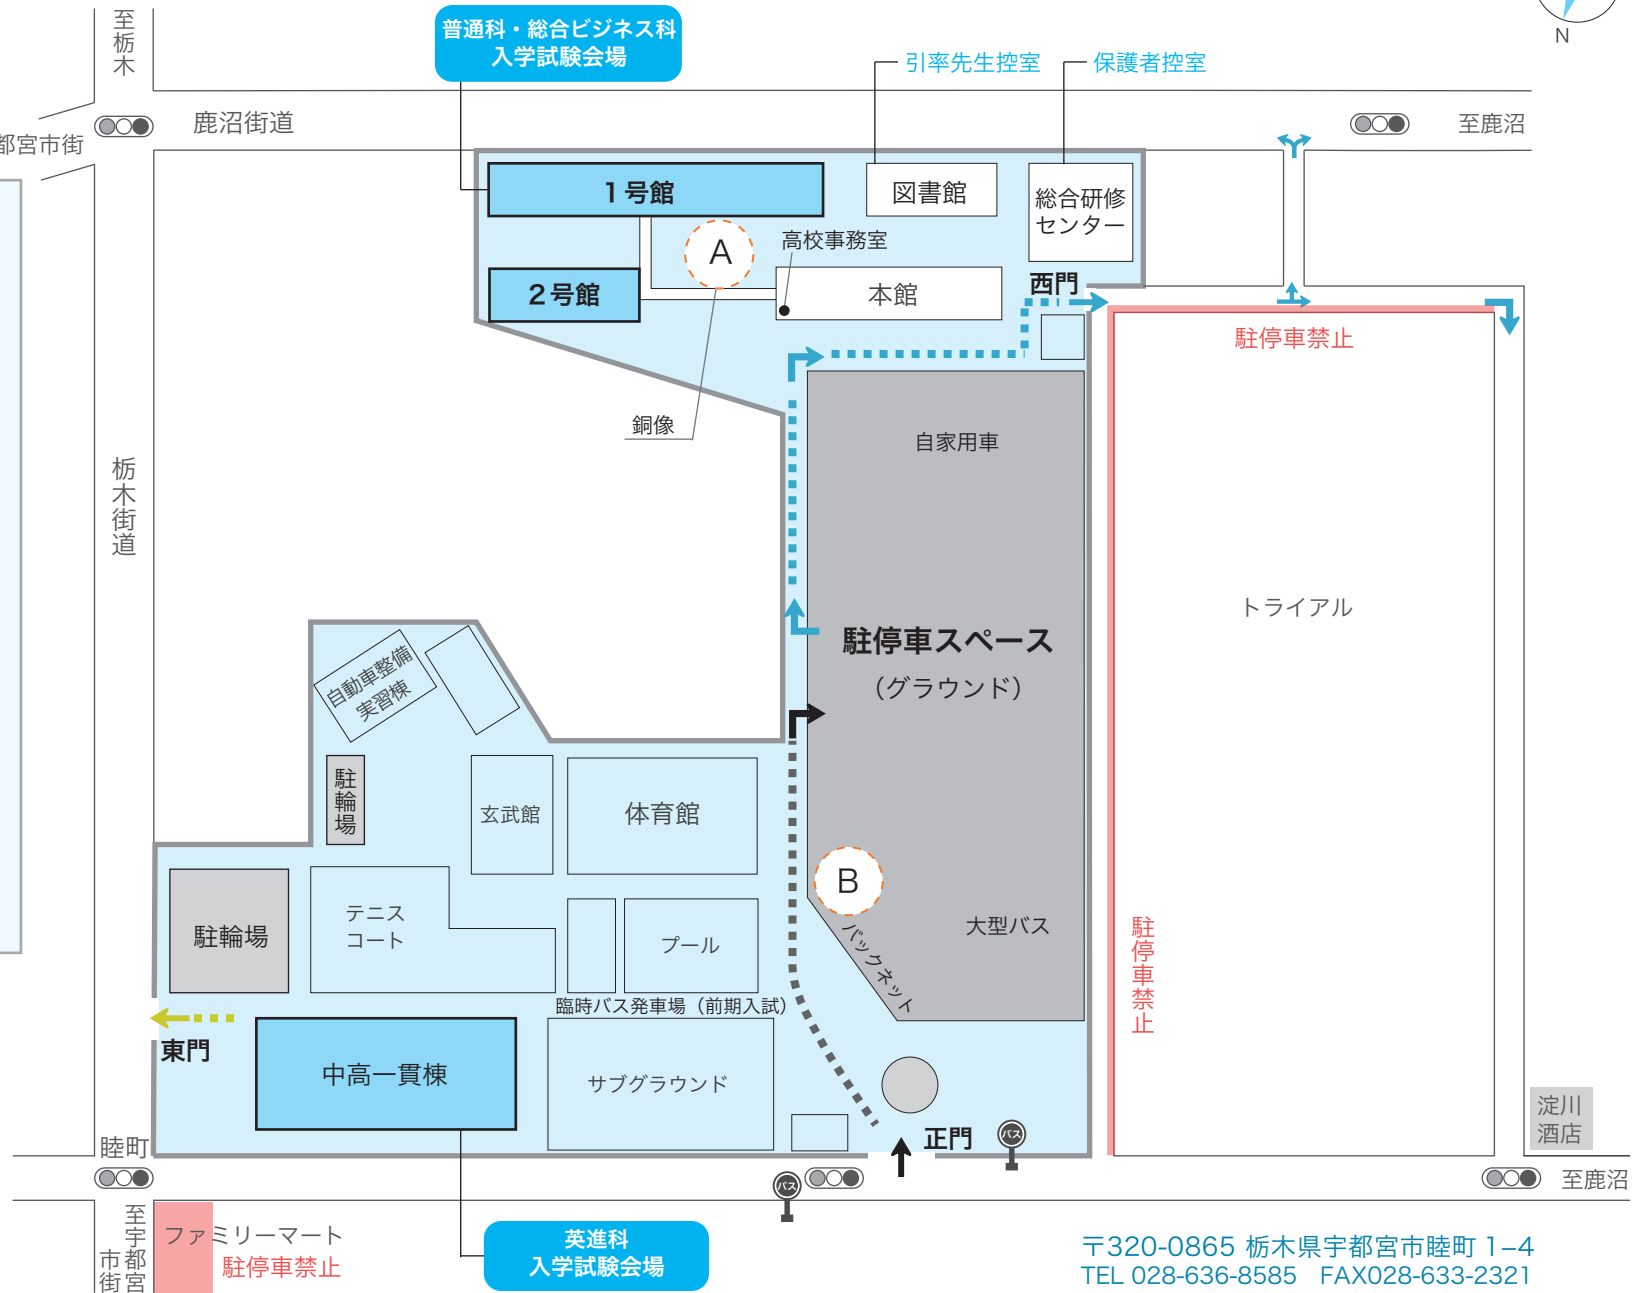 至栃木
普通科・総合ビジネス科
入学試験会場
N
引率先生控室
保護者控室
鹿沼街道
至鹿沼
都宮市街
1号館
図書館
総合研修
センター
A
高校事務室
2号館
本館
西門
駐停車禁止
銅像
自家用車
栃木街道
トライアル
駐停車スペース
（グラウンド）
自動車整備
実習棟
駐輪場
玄武館
体育館
B
テニス
コート
駐輪場
プール
バックネット
大型バス
駐停車禁止
臨時バス発車場（前期入試）
東門
中高一貫棟
サブグラウンド
正門
バス
淀川
酒店
睦町
バス
至鹿沼
至宇都宮
市街
ファミリーマート
駐停車禁止
英進科
入学試験会場
〒320-0865 栃木県宇都宮市睦町 1−4
TEL 028-636-8585　FAX028-633-2321